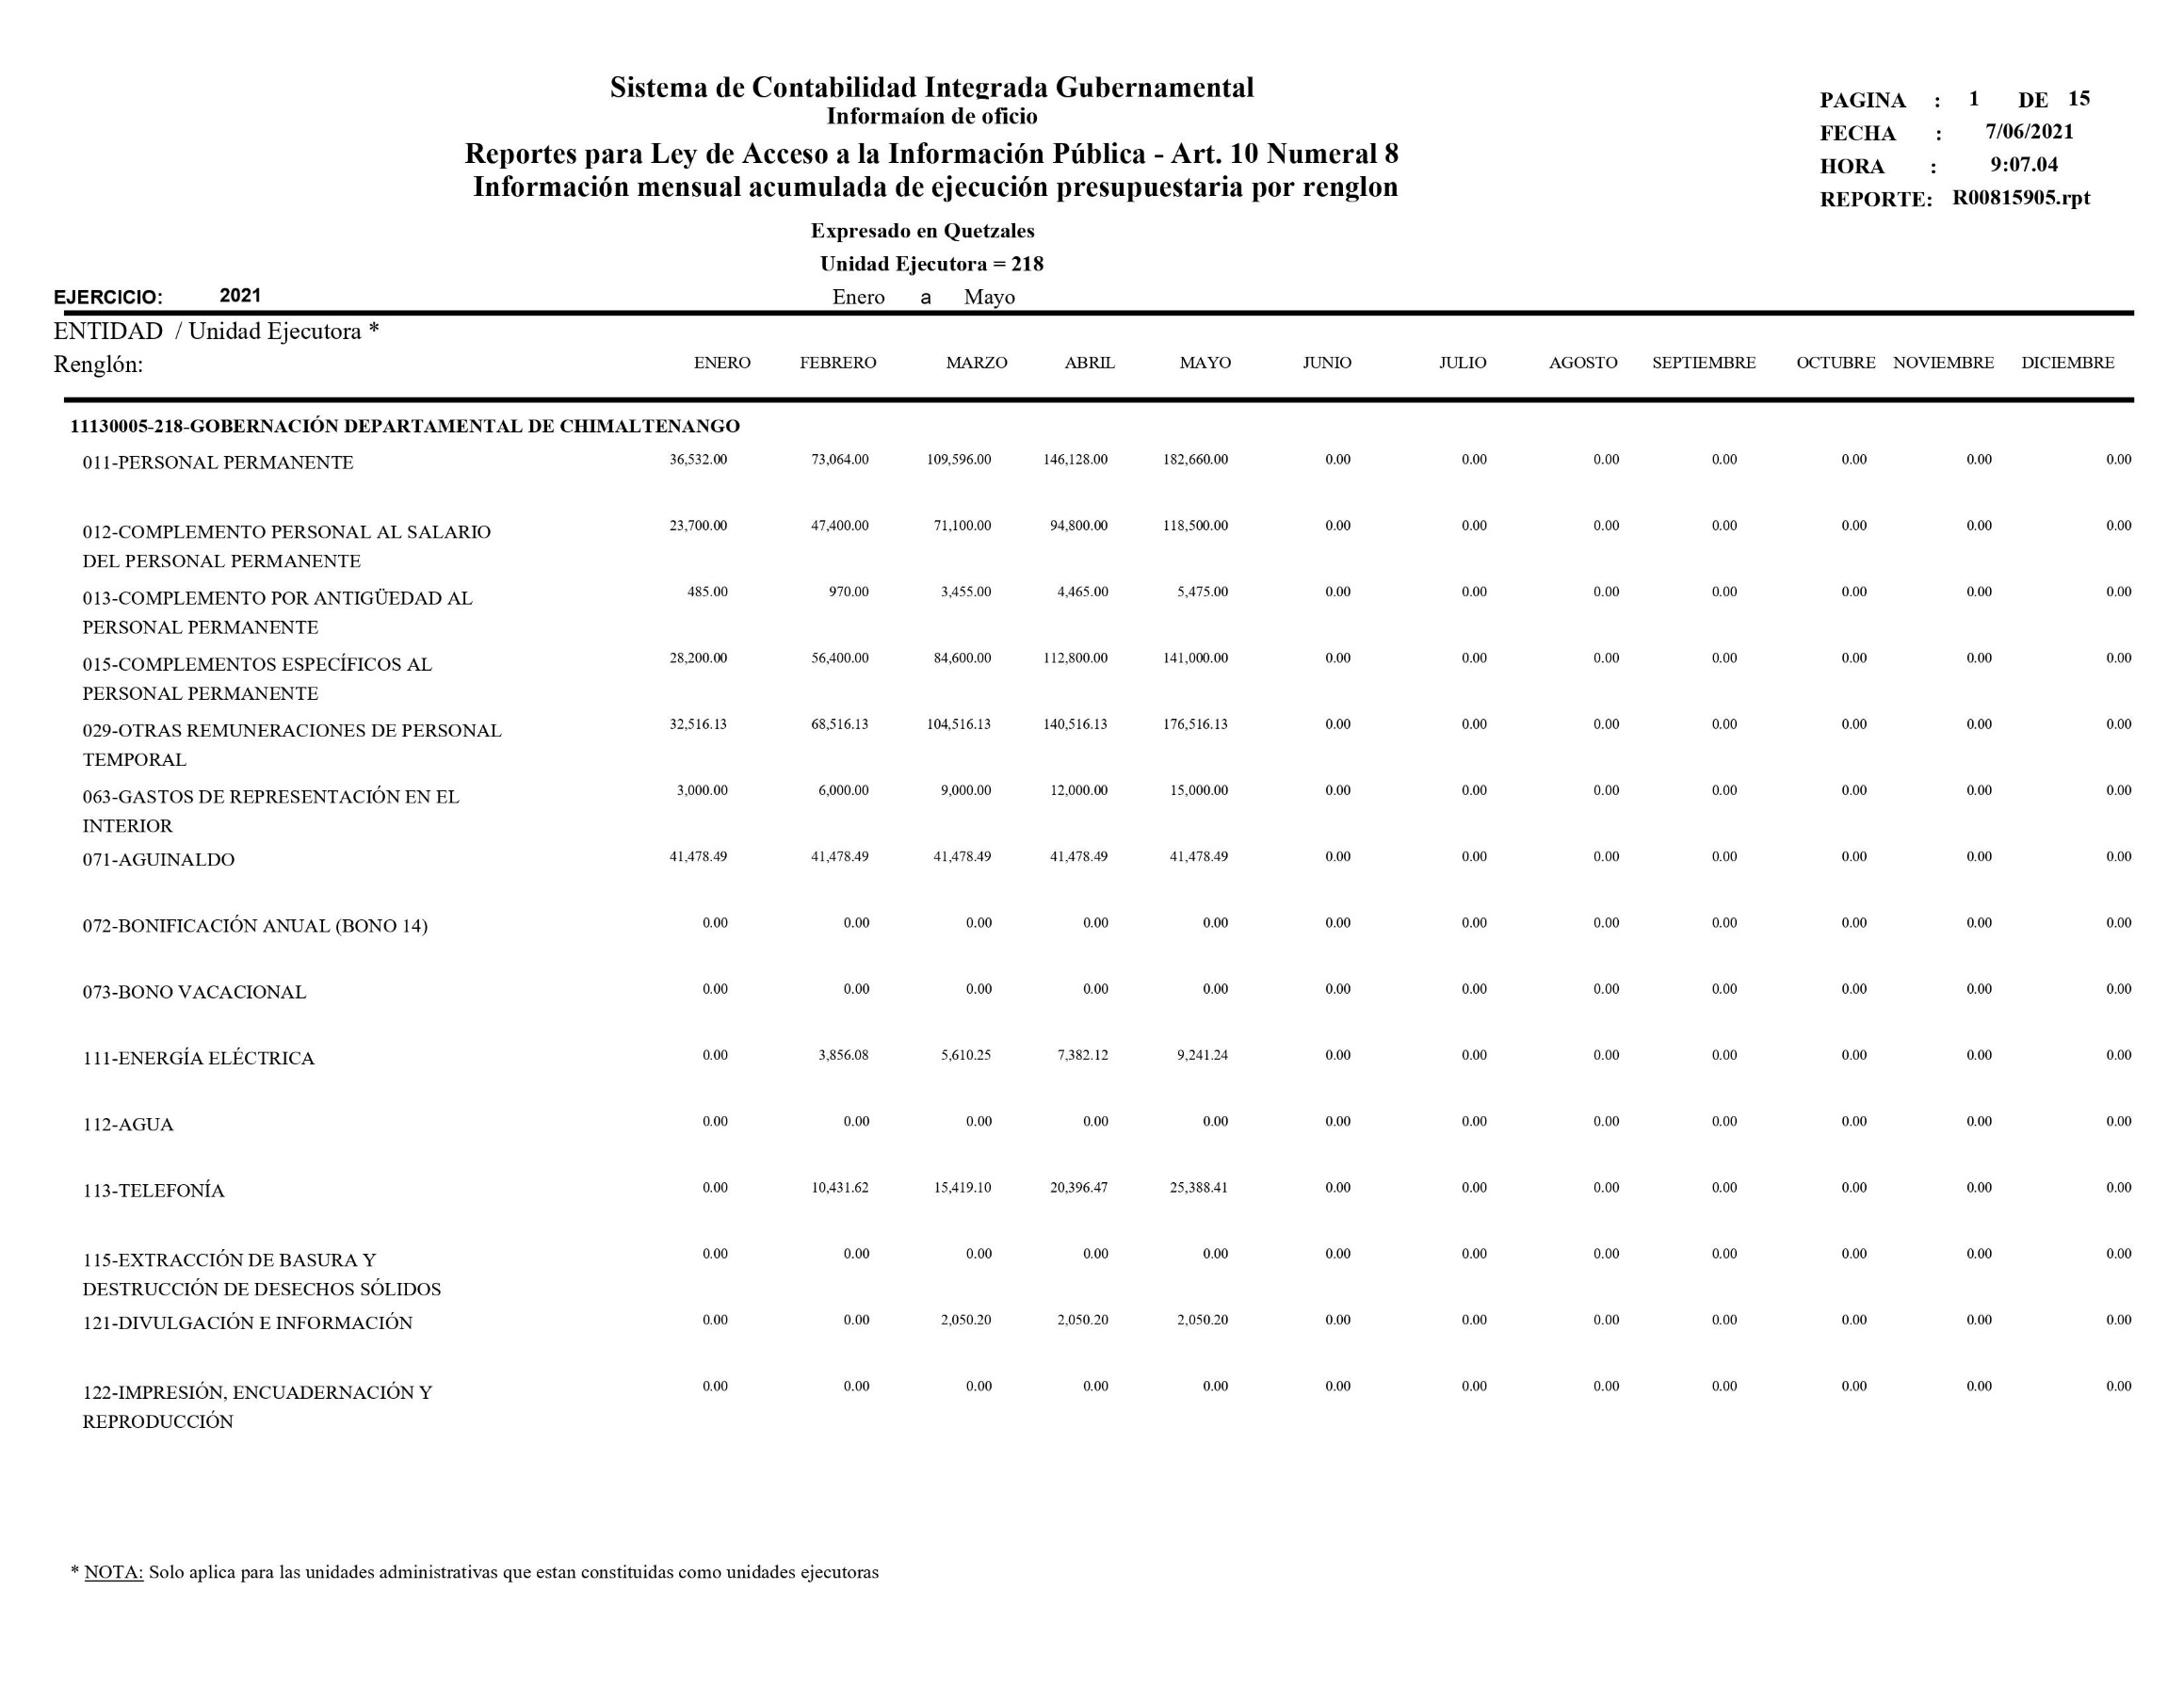 Sistema de Contabilidad Integrada Gubernamental
Informaíon de oficio
Reportes para Ley de Acceso a la Información Pública - Art. 10 Numeral 8
Información mensual acumulada de ejecución presupuestaria por renglon
Expresado en Quetzales
Unidad Ejecutora = 218
PAGINA : 1 DE 15
FECHA : 7/06/2021
HORA : 9:07.04
REPORTE: R00815905.rpt
EJERCICIO: 2021 Enero a Mayo
ENTIDAD / Unidad Ejecutora *
Renglón: ENERO FEBRERO MARZO ABRIL MAYO JUNIO JULIO AGOSTO SEPTIEMBRE OCTUBRE NOVIEMBRE DICIEMBRE
11130005-218-GOBERNACIÓN DEPARTAMENTAL DE CHIMALTENANGO
011-PERSONAL PERMANENTE 36,532.00 73,064.00 109,596.00 146,128.00 182,660.00 0.00 0.00 0.00 0.00 0.00 0.00 0.00
012-COMPLEMENTO PERSONAL AL SALARIO 23,700.00 47,400.00 71,100.00 94,800.00 118,500.00 0.00 0.00 0.00 0.00 0.00 0.00 0.00
DEL PERSONAL PERMANENTE
013-COMPLEMENTO POR ANTIGÜEDAD AL 485.00 970.00 3,455.00 4,465.00 5,475.00 0.00 0.00 0.00 0.00 0.00 0.00 0.00
PERSONAL PERMANENTE
015-COMPLEMENTOS ESPECÍFICOS AL 28,200.00 56,400.00 84,600.00 112,800.00 141,000.00 0.00 0.00 0.00 0.00 0.00 0.00 0.00
PERSONAL PERMANENTE
029-OTRAS REMUNERACIONES DE PERSONAL 32,516.13 68,516.13 104,516.13 140,516.13 176,516.13 0.00 0.00 0.00 0.00 0.00 0.00 0.00
TEMPORAL
063-GASTOS DE REPRESENTACIÓN EN EL 3,000.00 6,000.00 9,000.00 12,000.00 15,000.00 0.00 0.00 0.00 0.00 0.00 0.00 0.00
INTERIOR
071-AGUINALDO 41,478.49 41,478.49 41,478.49 41,478.49 41,478.49 0.00 0.00 0.00 0.00 0.00 0.00 0.00
072-BONIFICACIÓN ANUAL (BONO 14) 0.00 0.00 0.00 0.00 0.00 0.00 0.00 0.00 0.00 0.00 0.00 0.00
073-BONO VACACIONAL 0.00 0.00 0.00 0.00 0.00 0.00 0.00 0.00 0.00 0.00 0.00 0.00
111-ENERGÍA ELÉCTRICA 0.00 3,856.08 5,610.25 7,382.12 9,241.24 0.00 0.00 0.00 0.00 0.00 0.00 0.00
112-AGUA 0.00 0.00 0.00 0.00 0.00 0.00 0.00 0.00 0.00 0.00 0.00 0.00
113-TELEFONÍA 0.00 10,431.62 15,419.10 20,396.47 25,388.41 0.00 0.00 0.00 0.00 0.00 0.00 0.00
115-EXTRACCIÓN DE BASURA Y 0.00 0.00 0.00 0.00 0.00 0.00 0.00 0.00 0.00 0.00 0.00 0.00
DESTRUCCIÓN DE DESECHOS SÓLIDOS
121-DIVULGACIÓN E INFORMACIÓN 0.00 0.00 2,050.20 2,050.20 2,050.20 0.00 0.00 0.00 0.00 0.00 0.00 0.00
122-IMPRESIÓN, ENCUADERNACIÓN Y 0.00 0.00 0.00 0.00 0.00 0.00 0.00 0.00 0.00 0.00 0.00 0.00
REPRODUCCIÓN
* NOTA: Solo aplica para las unidades administrativas que estan constituidas como unidades ejecutoras